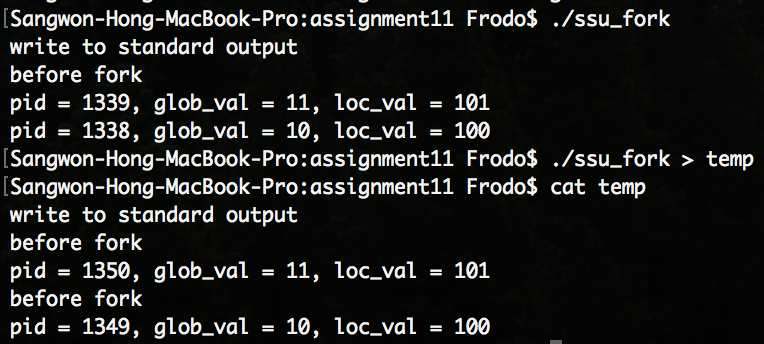 [Sangwon-Hong-MacBook-Pro:assignment11 Frodo$ ./ssu_fork
write to standard output
before fork
pid = 1339, glob_val = 11, loc_val = 101
pid = 1338, glob_val = 10, loc_val = 100
[Sangwon-Hong-MacBook-Pro:assignment11 Frodo$ ./ssu_fork > temp
[Sangwon-Hong-MacBook-Pro:assignment11 Frodo$ cat temp
write to standard output
before fork
pid = 1350, glob_val = 11, loc_val = 101
before fork
pid = 1349, glob_val = 10, loc_val = 100